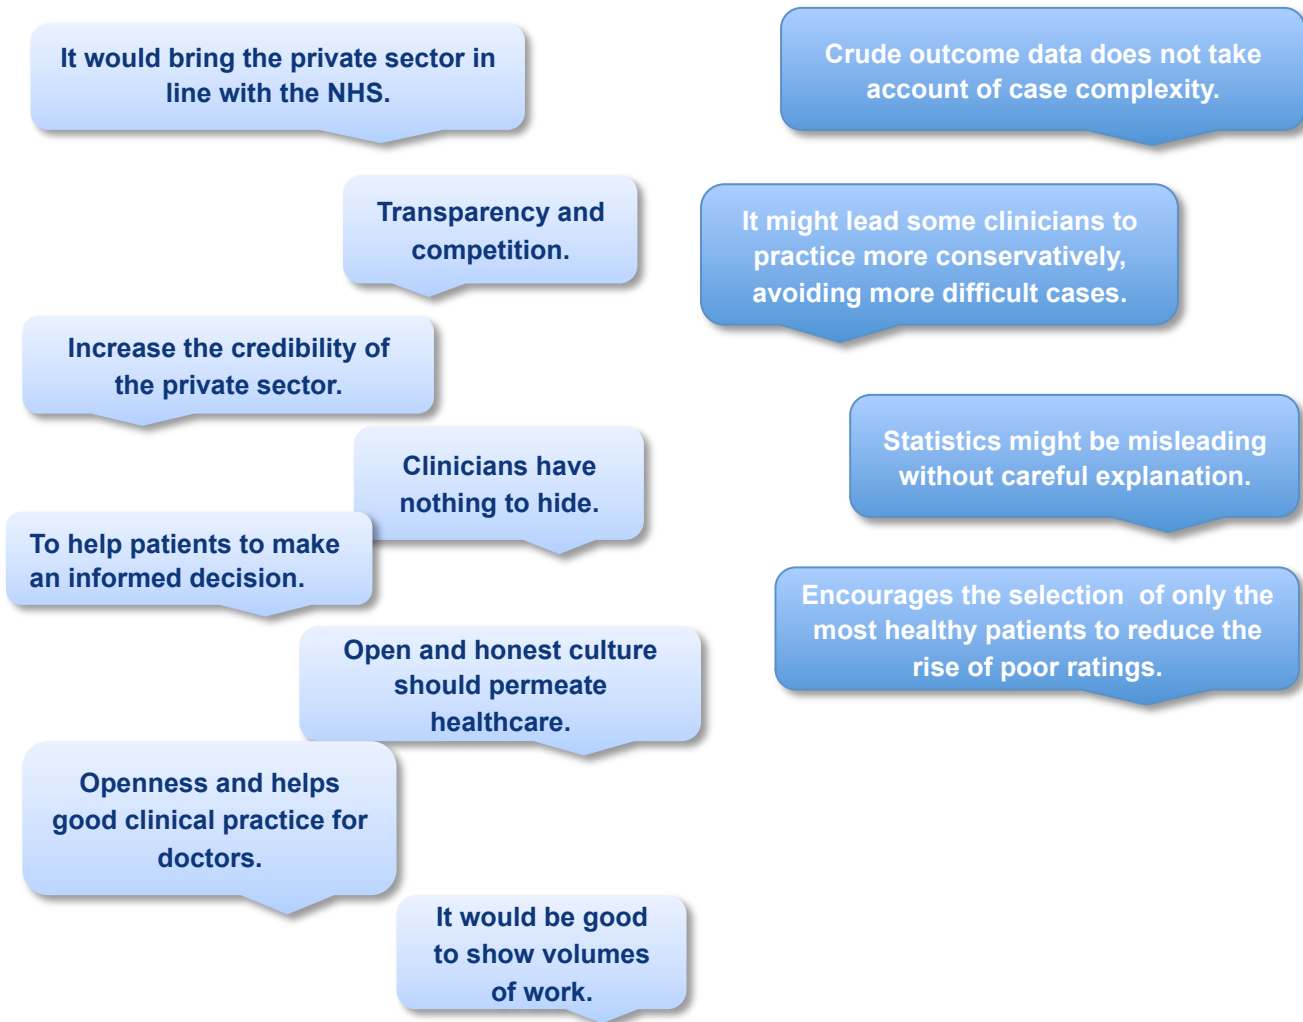 It would bring the private sector in
line with the NHS.
Transparency and
competition.
Increase the credibility of
the private sector.
Clinicians have
nothing to hide.
To help patients to make
an informed decision.
Open and honest culture
should permeate
healthcare.
Openness and helps
good clinical practice for
doctors.
It would be good
to show volumes
of work.
Crude outcome data does not take
account of case complexity.
It might lead some clinicians to
practice more conservatively,
avoiding more difficult cases.
Statistics might be misleading
without careful explanation.
Encourages the selection  of only the
most healthy patients to reduce the
rise of poor ratings.